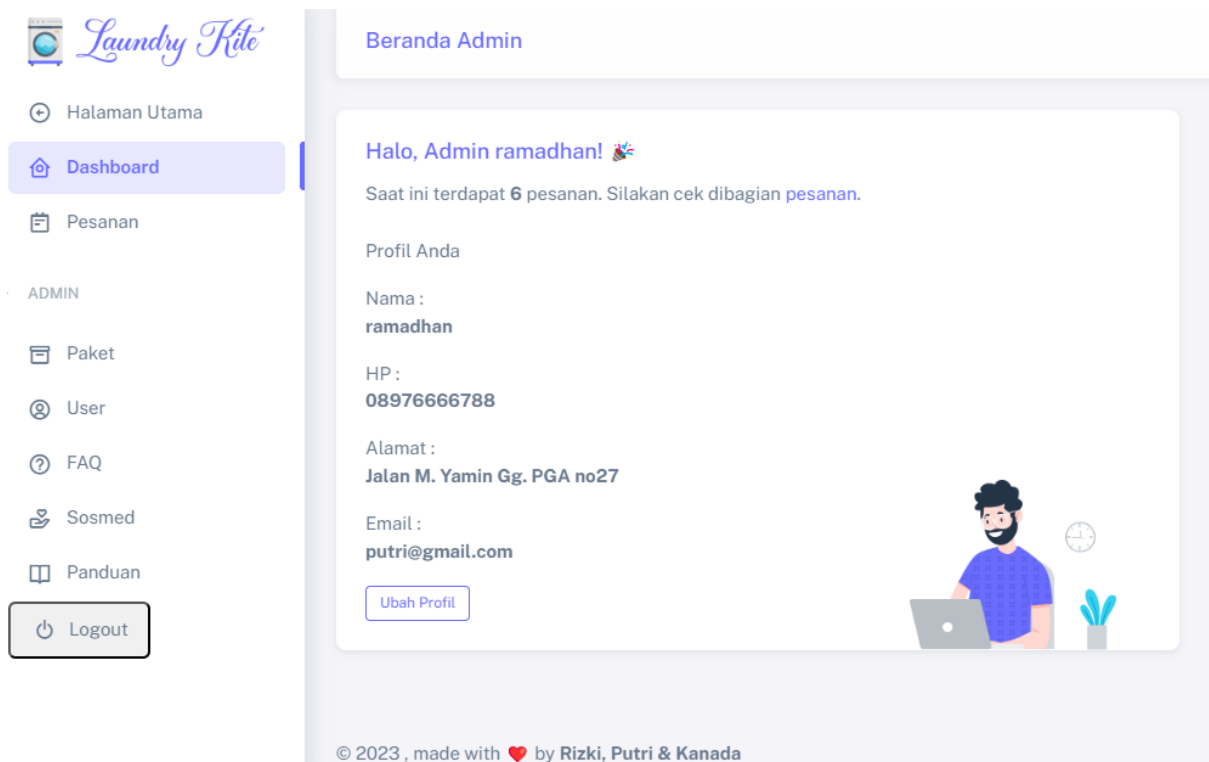 Laundry Kite
Halaman Utama
Dashboard
Pesanan
ADMIN
Paket
User
FAQ
Sosmed
Panduan
Logout
Beranda Admin
Halo, Admin ramadhan! 🎉
Saat ini terdapat 6 pesanan. Silakan cek dibagian pesanan.
Profil Anda
Nama :
ramadhan
HP :
08976666788
Alamat :
Jalan M. Yamin Gg. PGA no27
Email :
putri@gmail.com
Ubah Profil
© 2023 , made with ❤️ by Rizki, Putri & Kanada